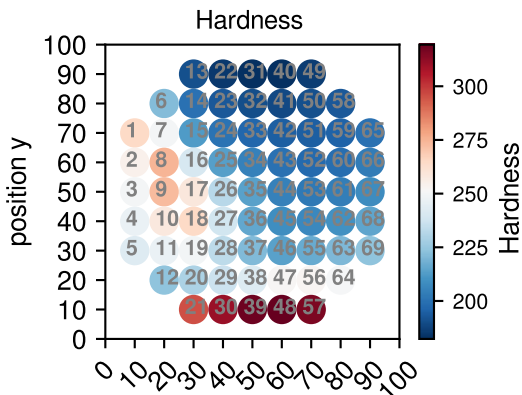 Hardness
100
90 13 22 31 40 49
80 6 14 23 32 41 50 58
70 1 7 15 24 33 42 51 59 65
60 2 8 16 25 34 43 52 60 66
50 3 9 17 26 35 44 53 61 67
40 4 10 18 27 36 45 54 62 68
30 5 11 19 28 37 46 55 63 69
20 12 20 29 38 47 56 64
10 21 30 39 48 57
0
position y
0 10 20 30 40 50 60 70 80 90 100
300
275
250
225
200
Hardness